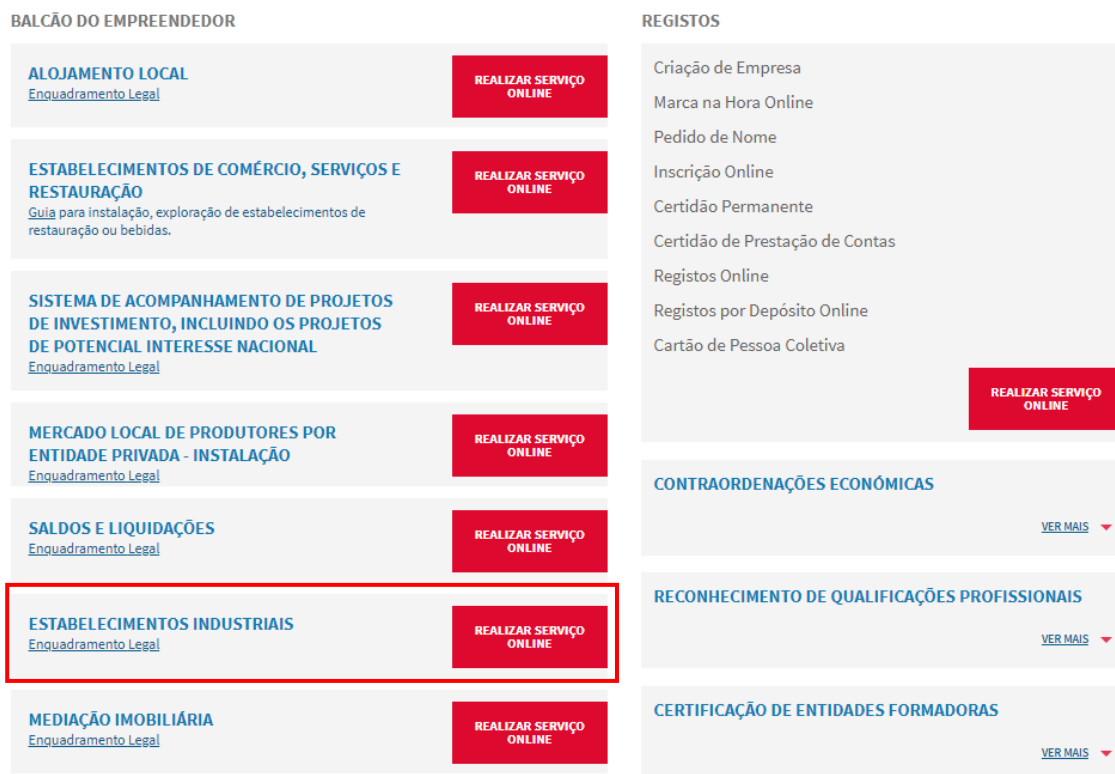 BALCÃO DO EMPREENDEDOR
ALOJAMENTO LOCAL
Enquadramento Legal
REALIZAR SERVIÇO
ONLINE
ESTABELECIMENTOS DE COMÉRCIO, SERVIÇOS E
RESTAURAÇÃO
Guia para instalação, exploração de estabelecimentos de
restauração ou bebidas.
REALIZAR SERVIÇO
ONLINE
SISTEMA DE ACOMPANHAMENTO DE PROJETOS
DE INVESTIMENTO, INCLUINDO OS PROJETOS
DE POTENCIAL INTERESSE NACIONAL
Enquadramento Legal
REALIZAR SERVIÇO
ONLINE
MERCADO LOCAL DE PRODUTORES POR
ENTIDADE PRIVADA - INSTALAÇÃO
Enquadramento Legal
REALIZAR SERVIÇO
ONLINE
SALDOS E LIQUIDAÇÕES
Enquadramento Legal
REALIZAR SERVIÇO
ONLINE
ESTABELECIMENTOS INDUSTRIAIS
Enquadramento Legal
REALIZAR SERVIÇO
ONLINE
MEDIAÇÃO IMOBILIÁRIA
Enquadramento Legal
REALIZAR SERVIÇO
ONLINE
REGISTOS
Criação de Empresa
Marca na Hora Online
Pedido de Nome
Inscrição Online
Certidão Permanente
Certidão de Prestação de Contas
Registos Online
Registos por Depósito Online
Cartão de Pessoa Coletiva
REALIZAR SERVIÇO
ONLINE
CONTRAORDENAÇÕES ECONÓMICAS
VER MAIS
RECONHECIMENTO DE QUALIFICAÇÕES PROFISSIONAIS
VER MAIS
CERTIFICAÇÃO DE ENTIDADES FORMADORAS
VER MAIS